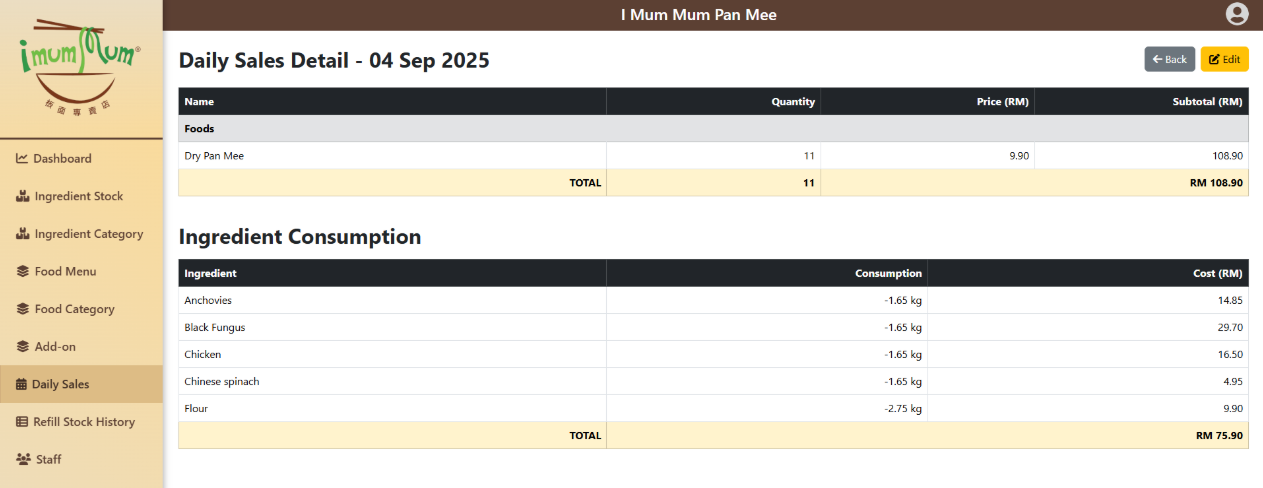 I Mum Mum Pan Mee
imum Mum®
板面專賣店
Daily Sales Detail - 04 Sep 2025
Back
Edit
Name Quantity Price (RM) Subtotal (RM)
Foods
Dry Pan Mee 11 9.90 108.90
TOTAL 11 RM 108.90
Ingredient Consumption
Ingredient Consumption Cost (RM)
Anchovies -1.65 kg 14.85
Black Fungus -1.65 kg 29.70
Chicken -1.65 kg 16.50
Chinese spinach -1.65 kg 4.95
Flour -2.75 kg 9.90
TOTAL RM 75.90
Dashboard
Ingredient Stock
Ingredient Category
Food Menu
Food Category
Add-on
Daily Sales
Refill Stock History
Staff